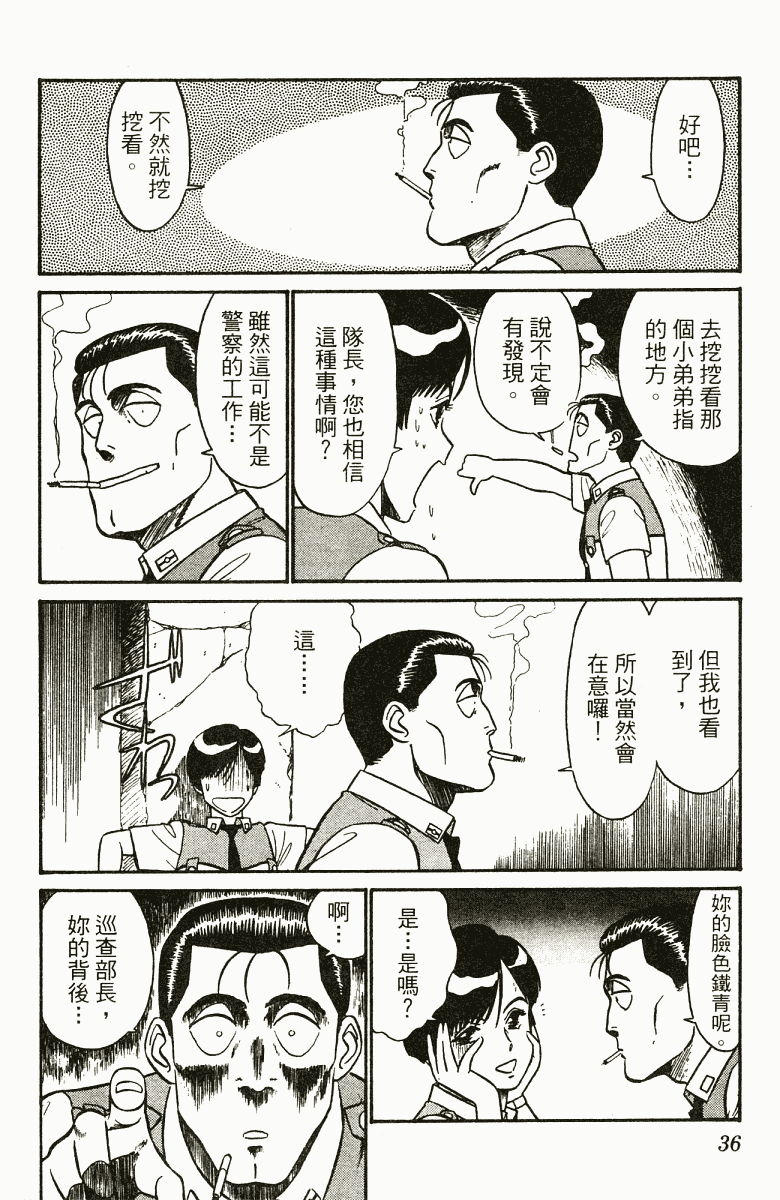 好吧…
不然就挖
挖看。
去挖挖看那
個小弟弟指
的地方。
說不定會
有發現。
隊長，您也相信
這種事情啊？
雖然這可能不是
警察的工作…
但我也看
到了，
所以當然會
在意囉！
這……
妳的臉色鐵青呢。
是…是嗎？
啊…
巡查部長，
妳的背後…
36